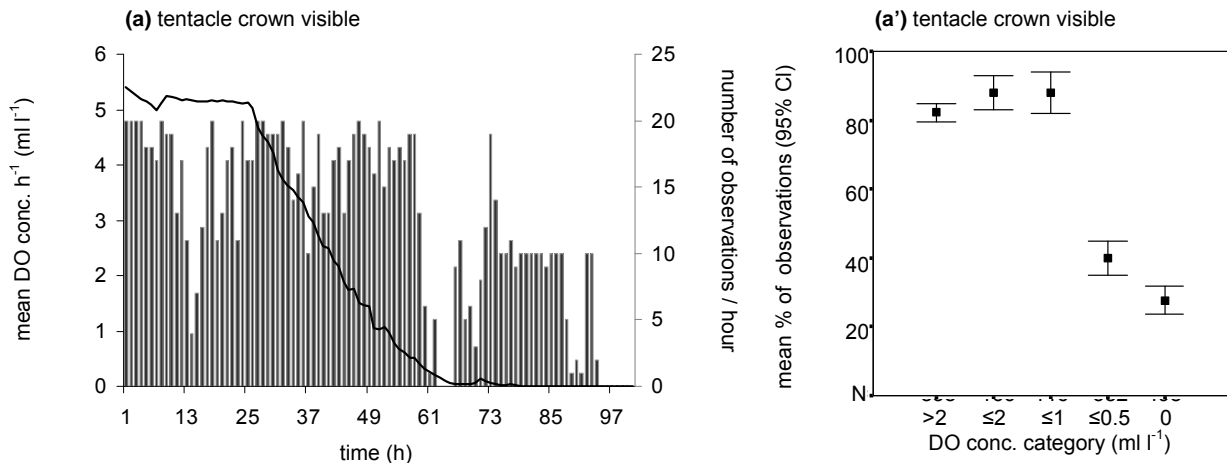 (a) tentacle crown visible
mean DO conc. h-1 (ml l-1)
6
5
4
3
2
1
0
25
20
15
10
5
0
number of observations / hour
1 13 25 37 49 61 73 85 97
time (h)
(a') tentacle crown visible
mean % of observations (95% CI)
100
80
60
40
20
N
>2 ≤2 ≤1 ≤0.5 0
DO conc. category (ml l-1)